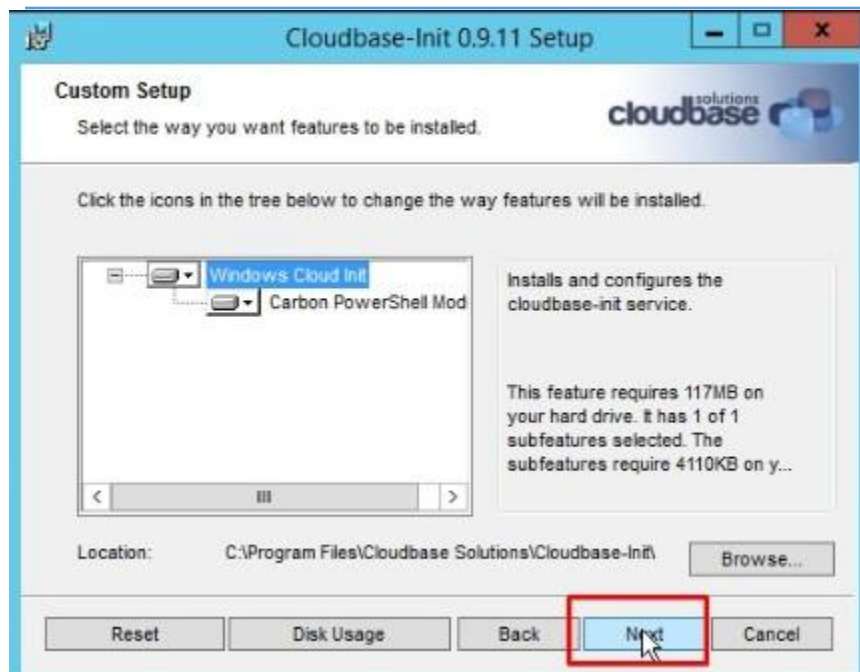 Cloudbase-Init 0.9.11 Setup
Custom Setup
Select the way you want features to be installed.
solutions
cloudbase
Click the icons in the tree below to change the way features will be installed.
Windows Cloud Init
Carbon PowerShell Mod
Installs and configures the
cloudbase-init service.
This feature requires 117MB on
your hard drive. It has 1 of 1
subfeatures selected. The
subfeatures require 4110KB on y...
Location: C:\Program Files\Cloudbase Solutions\Cloudbase-Init\ Browse...
Reset Disk Usage Back Next Cancel